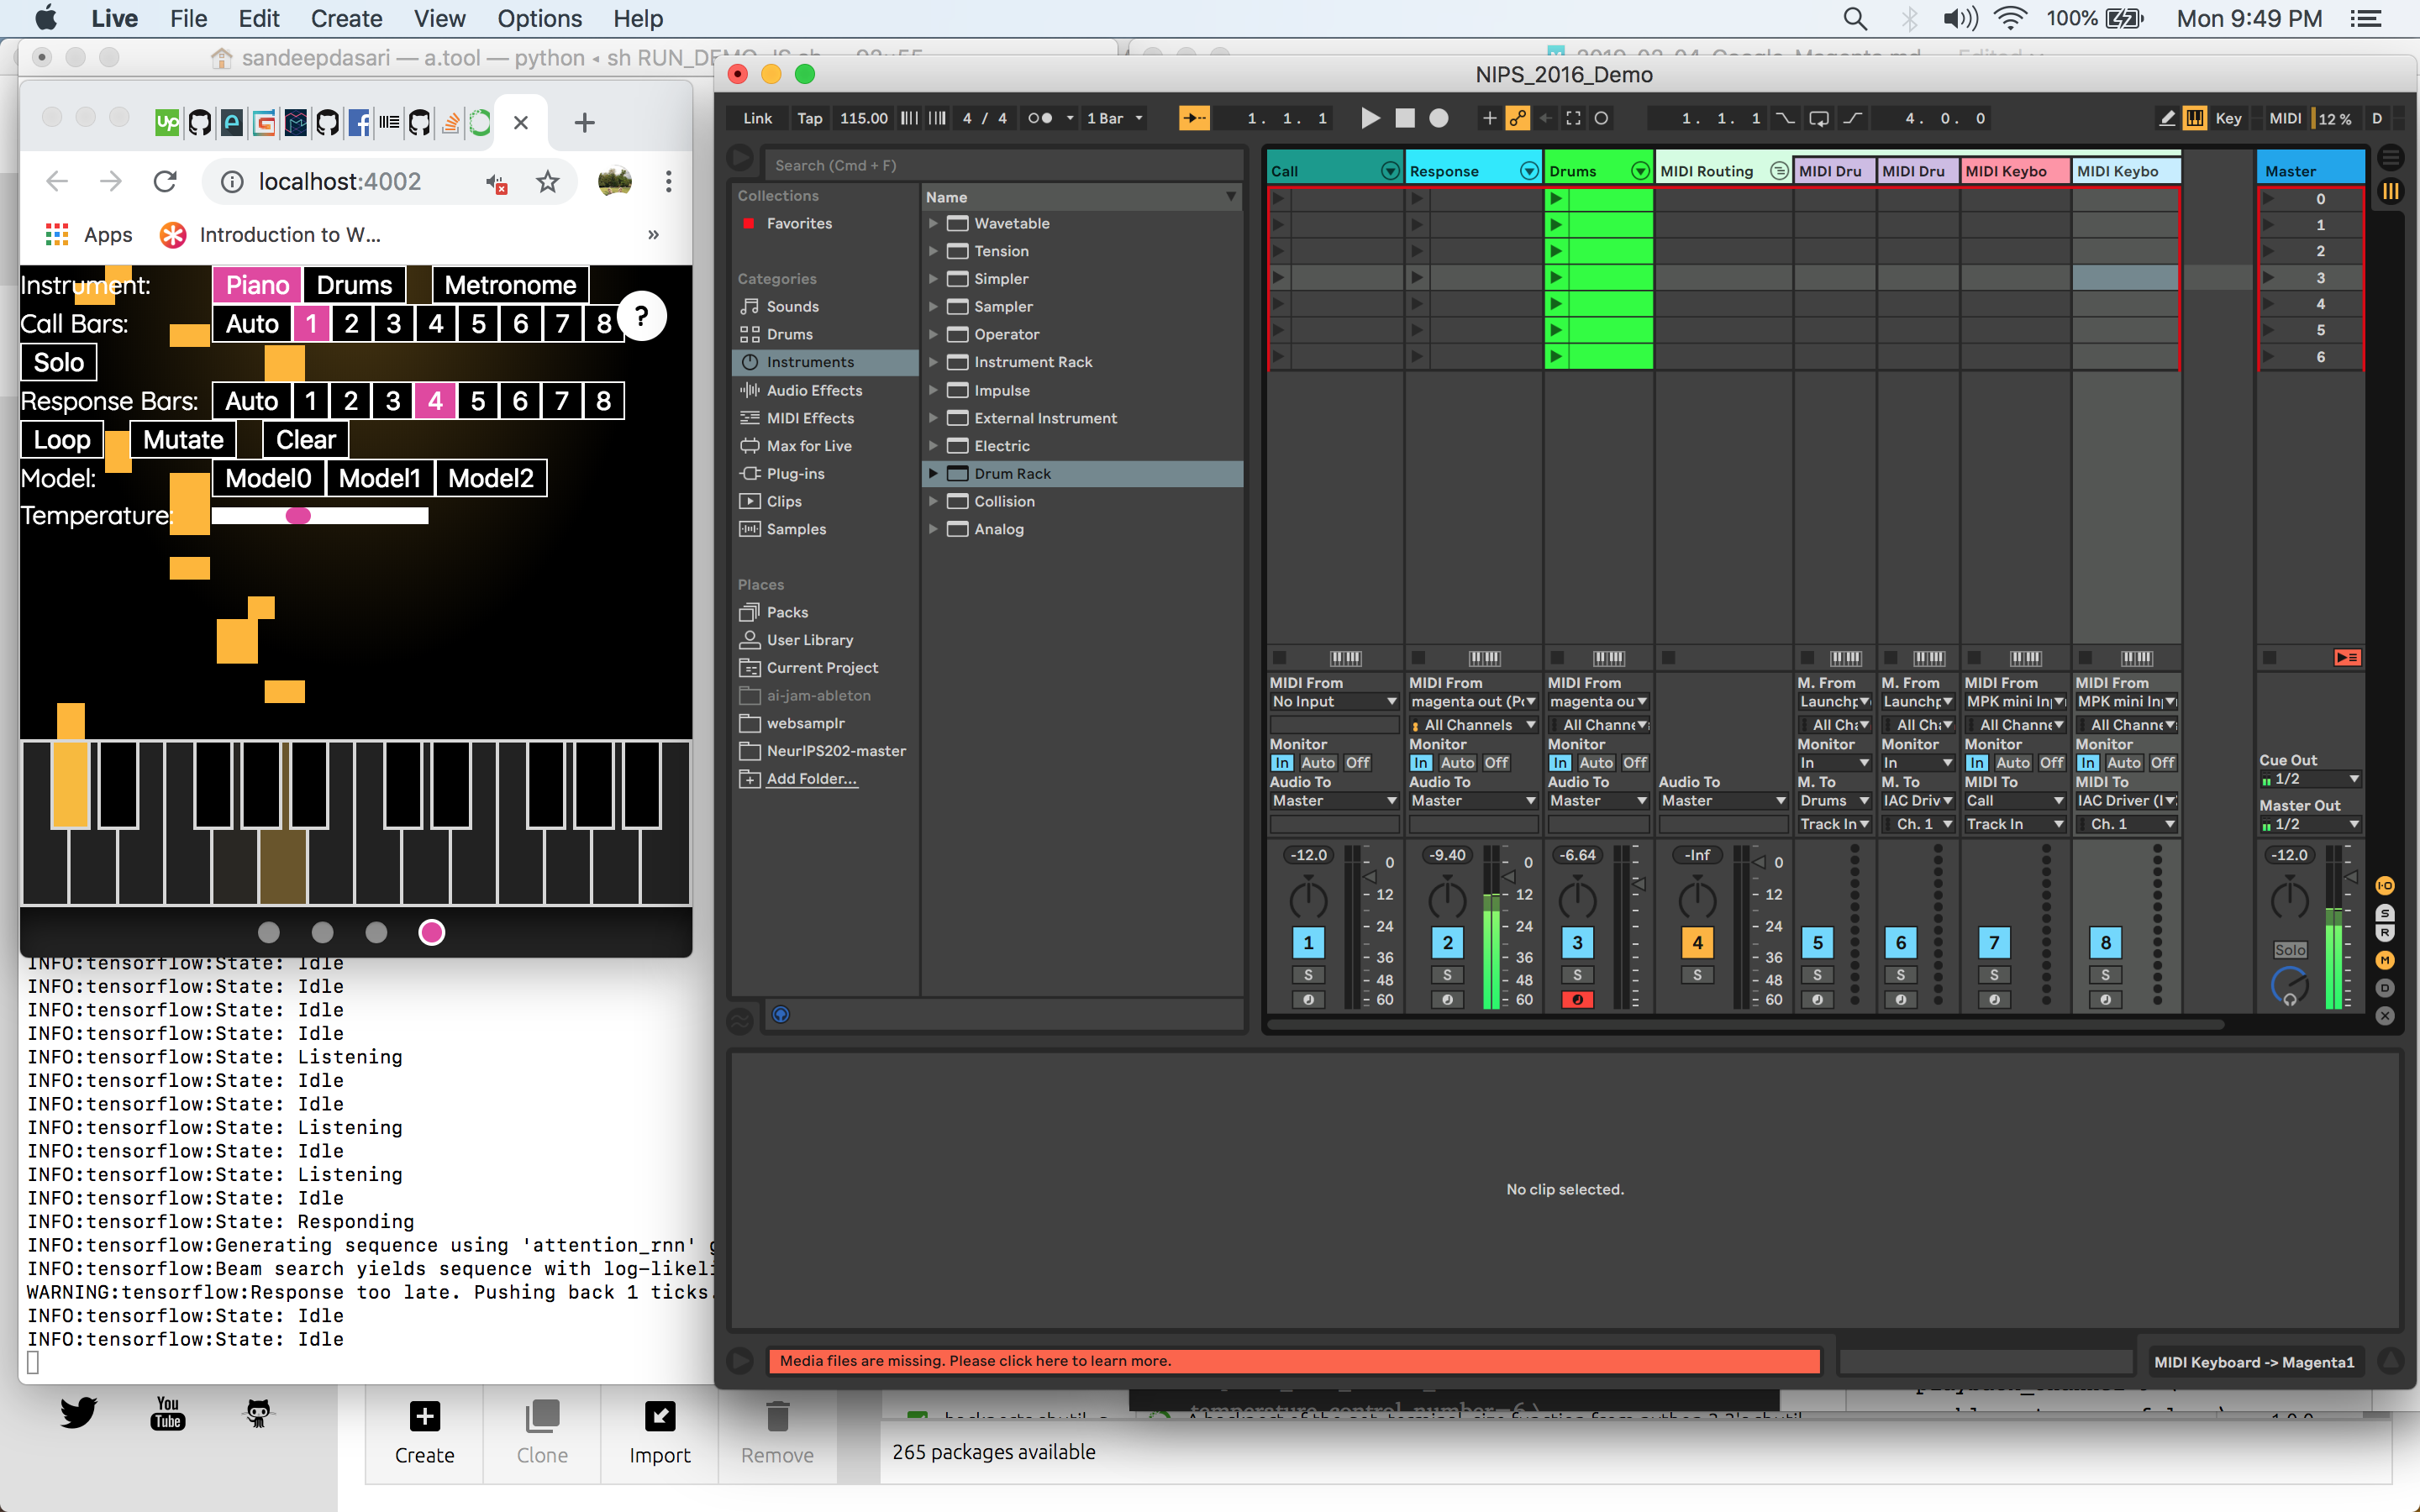 Live File Edit Create View Options Help 100% Mon 9:49 PM
sandeepdasari — a.tool — python ◂ sh RUN_DEMO
NIPS_2016_Demo
Link Tap 115.00 4 / 4 1 Bar 1. 1. 1 1. 1. 1 4. 0. 0 Key MIDI 12 % D
localhost:4002
Apps Introduction to W... »
Instrument: Piano Drums Metronome
Call Bars: Auto 1 2 3 4 5 6 7 8 ?
Solo
Response Bars: Auto 1 2 3 4 5 6 7 8
Loop Mutate Clear
Model: Model0 Model1 Model2
Temperature:
INFO:tensorflow:State: Idle
INFO:tensorflow:State: Idle
INFO:tensorflow:State: Idle
INFO:tensorflow:State: Idle
INFO:tensorflow:State: Listening
INFO:tensorflow:State: Idle
INFO:tensorflow:State: Idle
INFO:tensorflow:State: Listening
INFO:tensorflow:State: Idle
INFO:tensorflow:State: Listening
INFO:tensorflow:State: Idle
INFO:tensorflow:State: Responding
INFO:tensorflow:Generating sequence using 'attention_rnn' g
INFO:tensorflow:Beam search yields sequence with log-likeli
WARNING:tensorflow:Response too late. Pushing back 1 ticks.
INFO:tensorflow:State: Idle
INFO:tensorflow:State: Idle
Search (Cmd + F)
Collections
Favorites
Categories
Sounds
Drums
Instruments
Audio Effects
MIDI Effects
Max for Live
Plug-ins
Clips
Samples
Places
Packs
User Library
Current Project
ai-jam-ableton
websamplr
NeurIPS202-master
Add Folder...
Name
Wavetable
Tension
Simpler
Sampler
Operator
Instrument Rack
Impulse
External Instrument
Electric
Drum Rack
Collision
Analog
Call Response Drums MIDI Routing MIDI Dru MIDI Dru MIDI Keybo MIDI Keybo Master
0
1
2
3
4
5
6
MIDI From MIDI From MIDI From M. From M. From MIDI From MIDI From
No Input magenta out (Po magenta ou Launchp Launchp MPK mini In MPK mini In
All Channels All Channe All Cha All Cha All Channe All Channe
Monitor Monitor Monitor Monitor Monitor Monitor Monitor
In Auto Off In Auto Off In Auto Off In In In Auto Off In Auto Off Cue Out
Audio To Audio To Audio To Audio To M. To M. To MIDI To MIDI To 1/2
Master Master Master Master Drums IAC Driv Call IAC Driver (I Master Out
Track In Ch. 1 Track In Ch. 1 1/2
-12.0 -9.40 -6.64 -Inf -12.0
0 0 0
12 12 12
24 24 24
36 36 36
48 48 48
60 60 60
1 2 3 4 5 6 7 8 Solo
S S S S S S S S
I-O
S
R
M
D
No clip selected.
Media files are missing. Please click here to learn more.
MIDI Keyboard -> Magenta1
You Tube
Create Clone Import Remove
265 packages available